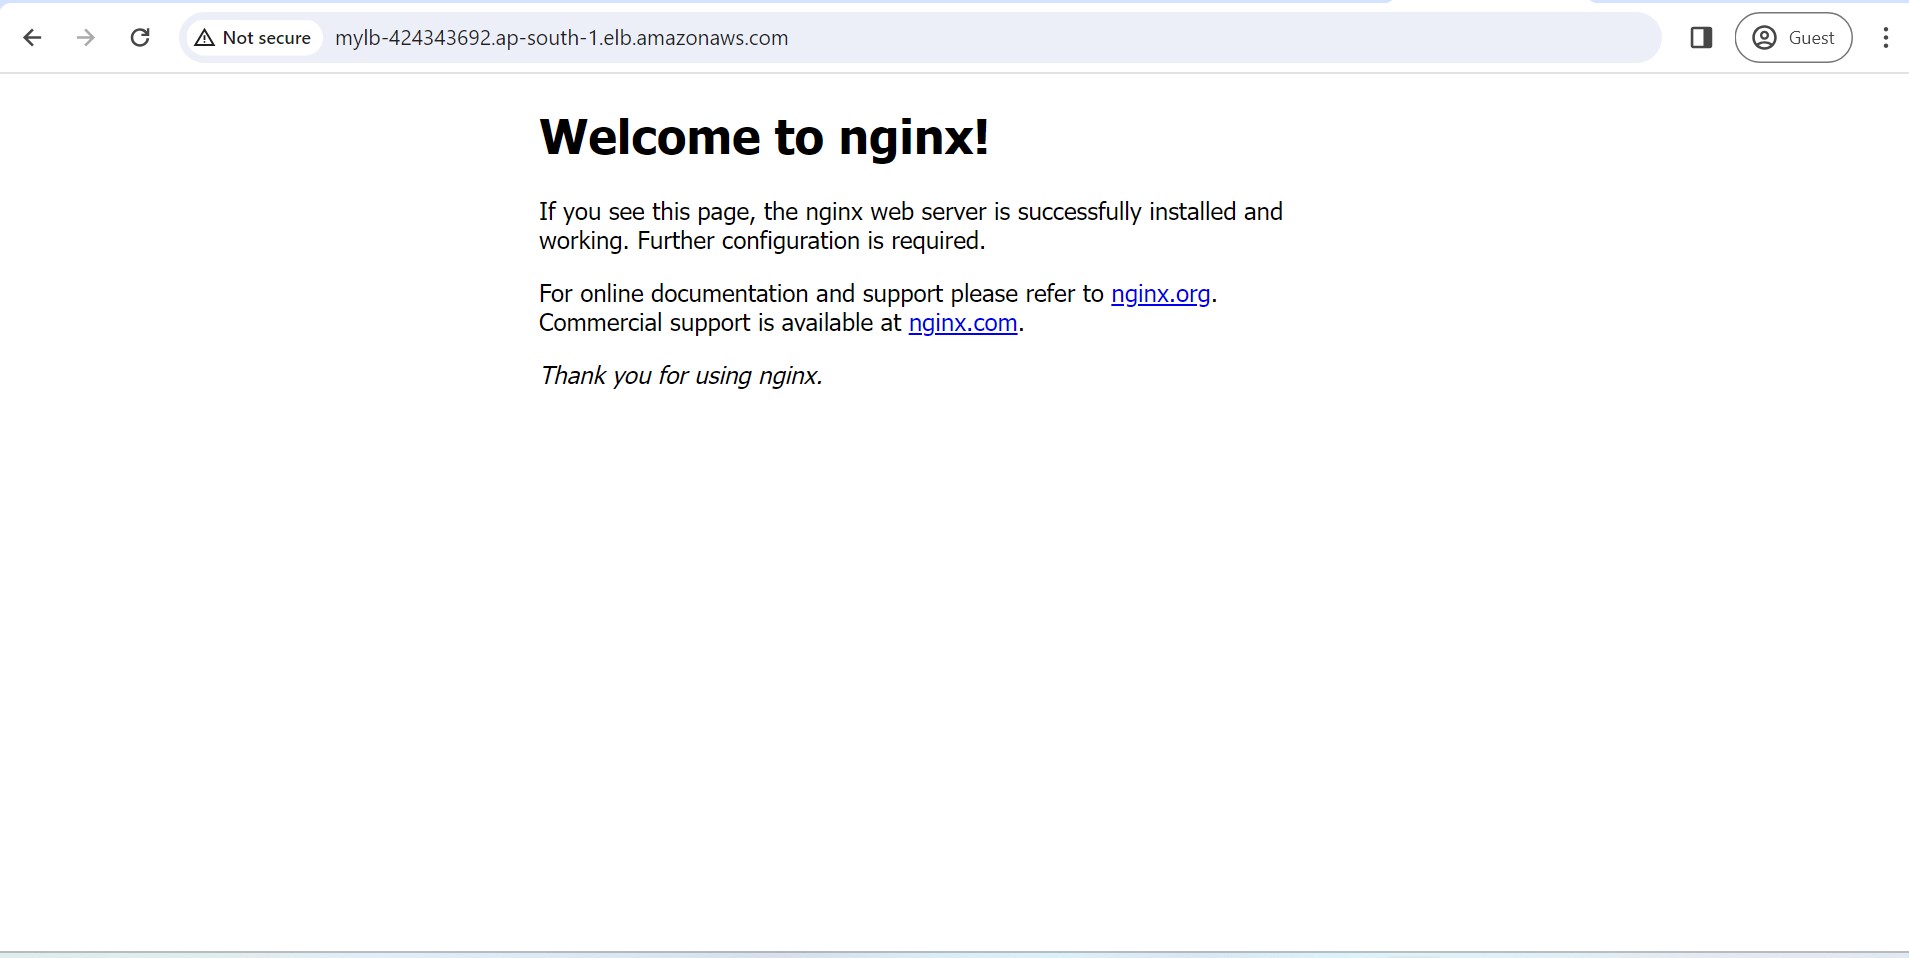 Not secure mylb-424343692.ap-south-1.elb.amazonaws.com Guest
Welcome to nginx!
If you see this page, the nginx web server is successfully installed and
working. Further configuration is required.
For online documentation and support please refer to nginx.org.
Commercial support is available at nginx.com.
Thank you for using nginx.